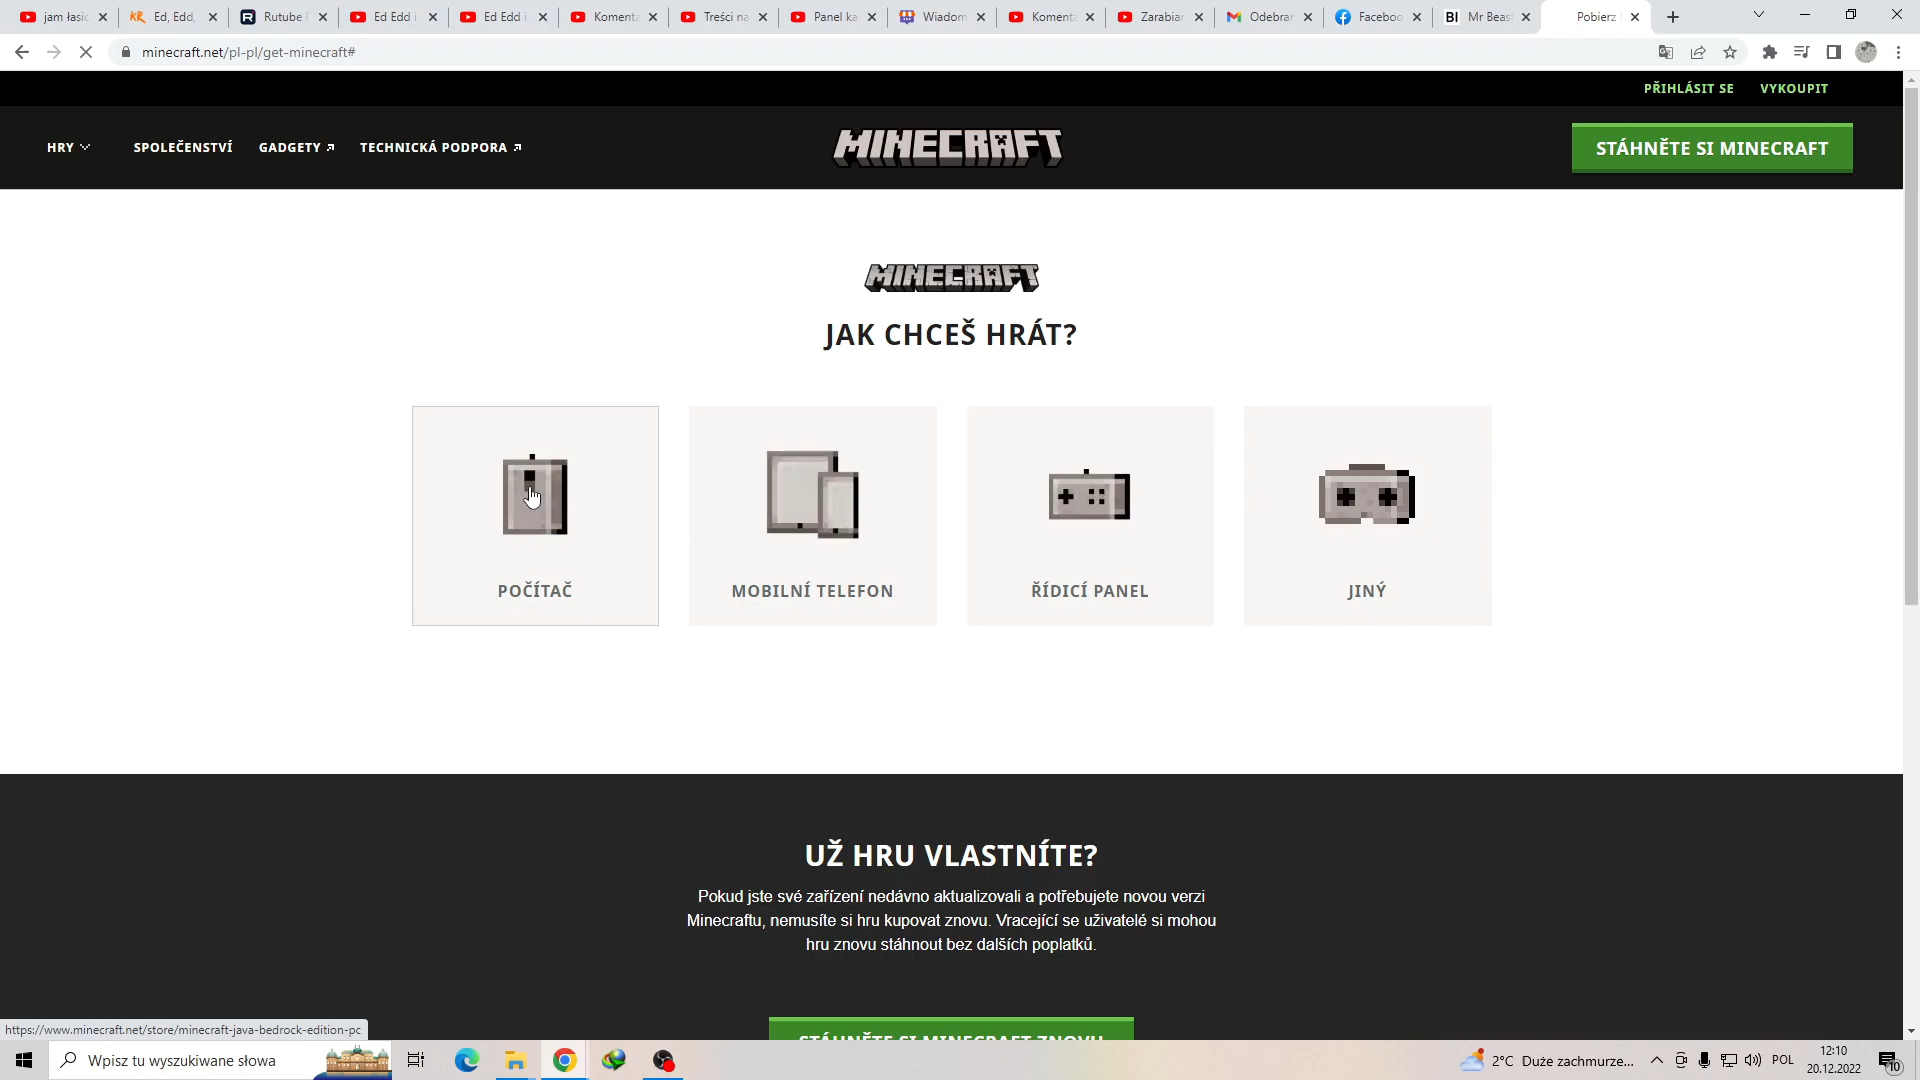 jam łasic
Ed, Edd,
Rutube
Ed Edd i
Ed Edd i
Komenta
Treści na
Panel ka
Wiadom
Komenta
Zarabian
Odebran
Faceboo
Mr Beas
Pobierz
minecraft.net/pl-pl/get-minecraft#
PŘIHLÁSIT SE
VYKOUPIT
HRY
SPOLEČENSTVÍ
GADGETY
TECHNICKÁ PODPORA
MINECRAFT
STÁHNĚTE SI MINECRAFT
MINECRAFT
JAK CHCEŠ HRÁT?
POČÍTAČ
MOBILNÍ TELEFON
ŘÍDICÍ PANEL
JINÝ
UŽ HRU VLASTNÍTE?
Pokud jste své zařízení nedávno aktualizovali a potřebujete novou verzi
Minecraftu, nemusíte si hru kupovat znovu. Vracející se uživatelé si mohou
hru znovu stáhnout bez dalších poplatků.
STÁHNĚTE SI MINECRAFT ZNOVU
https://www.minecraft.net/store/minecraft-java-bedrock-edition-pc
Wpisz tu wyszukiwane słowa
2°C Duże zachmurze...
POL
12:10
20.12.2022
10